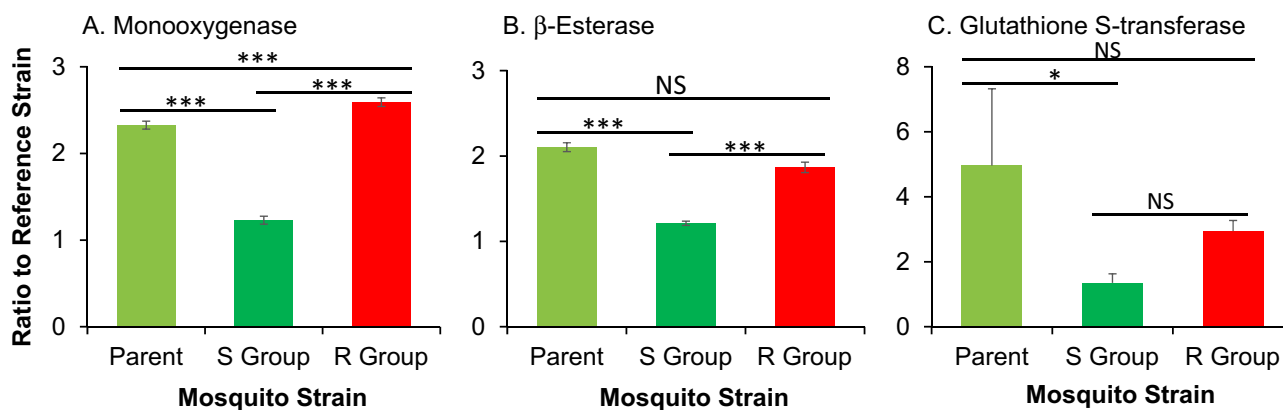 A. Monooxygenase
Ratio to Reference Strain
3
2
1
0
***
***
***
Parent S Group R Group
Mosquito Strain
B. β-Esterase
3
2
1
0
NS
***
***
Parent S Group R Group
Mosquito Strain
C. Glutathione S-transferase
8
6
4
2
0
NS
*
NS
Parent S Group R Group
Mosquito Strain